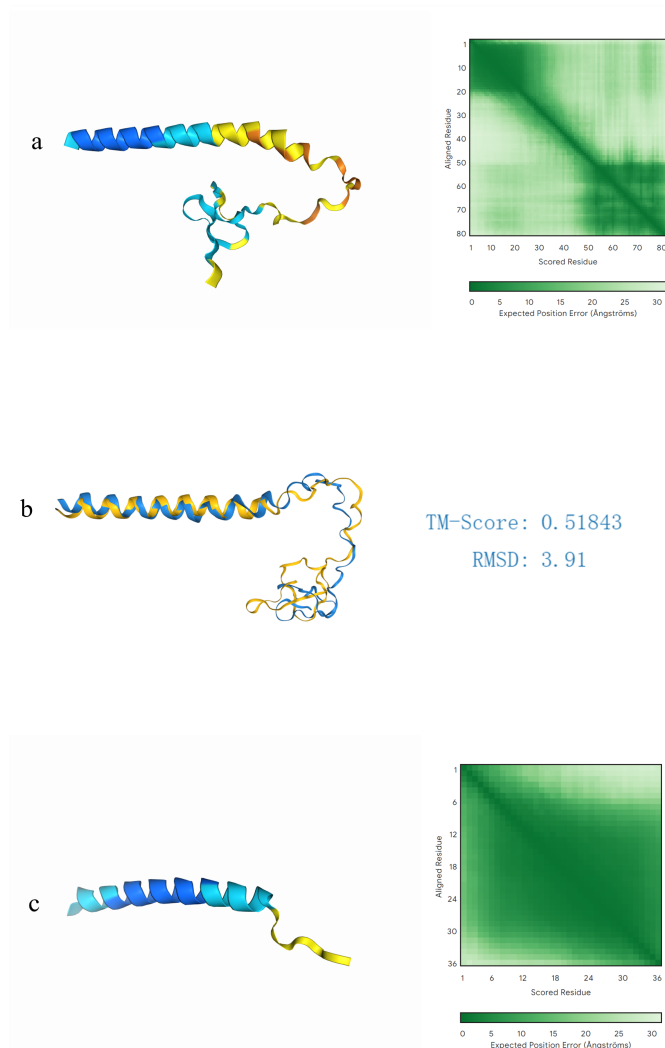 a
1
10
20
30
40
50
60
70
80
Aligned Residue
1 10 20 30 40 50 60 70 80
Scored Residue
0 5 10 15 20 25 30
Expected Position Error (Ångströms)
b
TM-Score: 0.51843
RMSD: 3.91
c
1
6
12
18
24
30
36
Aligned Residue
1 6 12 18 24 30 36
Scored Residue
0 5 10 15 20 25 30
Expected Position Error (Ångströms)